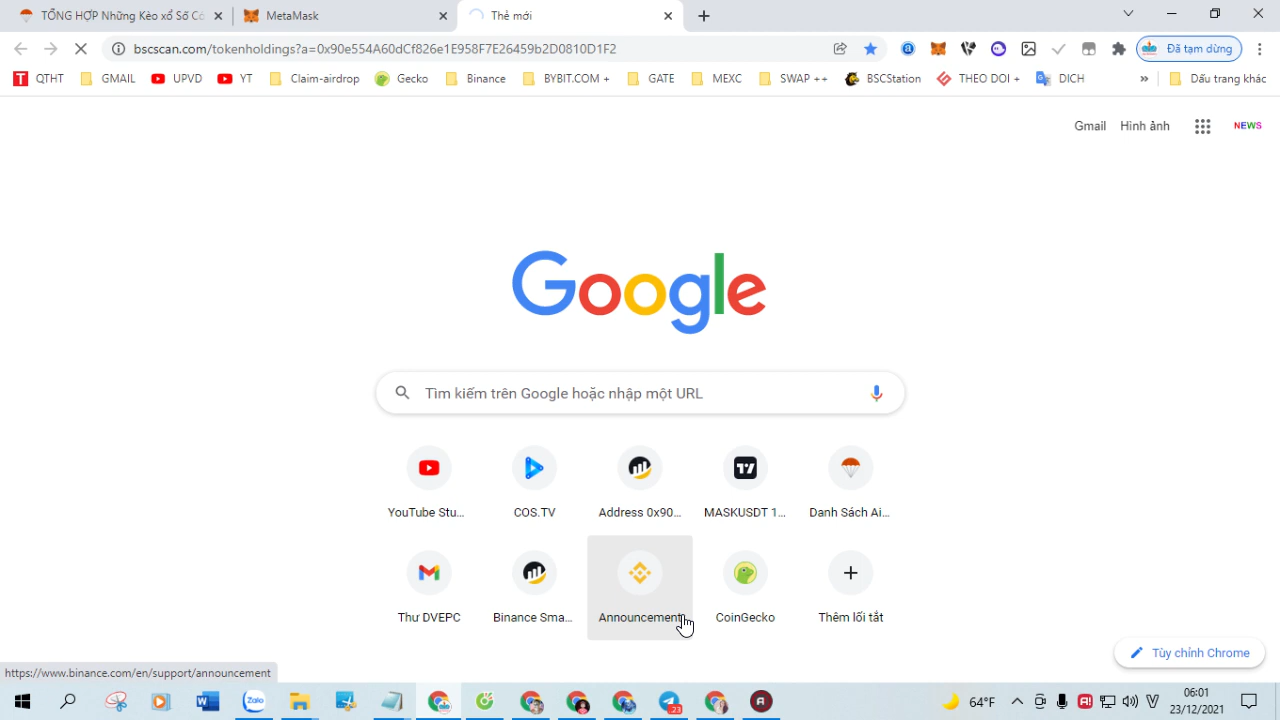 TỔNG HỢP Những Kèo xổ Số Cơ
MetaMask
Thẻ mới
bscscan.com/tokenholdings?a=0x90e554A60dCf826e1E958F7E26459b2D0810D1F2
Đã tạm dừng
QTHT
GMAIL
UPVD
YT
Claim-airdrop
Gecko
Binance
BYBIT.COM +
GATE
MEXC
SWAP ++
BSCStation
THEO DOI +
DICH
»
Dấu trang khác
Gmail
Hình ảnh
NEWS
Google
Tìm kiếm trên Google hoặc nhập một URL
YouTube Stu...
COS.TV
Address 0x90...
MASKUSDT 1...
Danh Sách Ai...
Thư DVEPC
Binance Sma...
Announcement
CoinGecko
Thêm lối tắt
Tùy chỉnh Chrome
https://www.binance.com/en/support/announcement
Zalo
23
64°F
06:01
23/12/2021